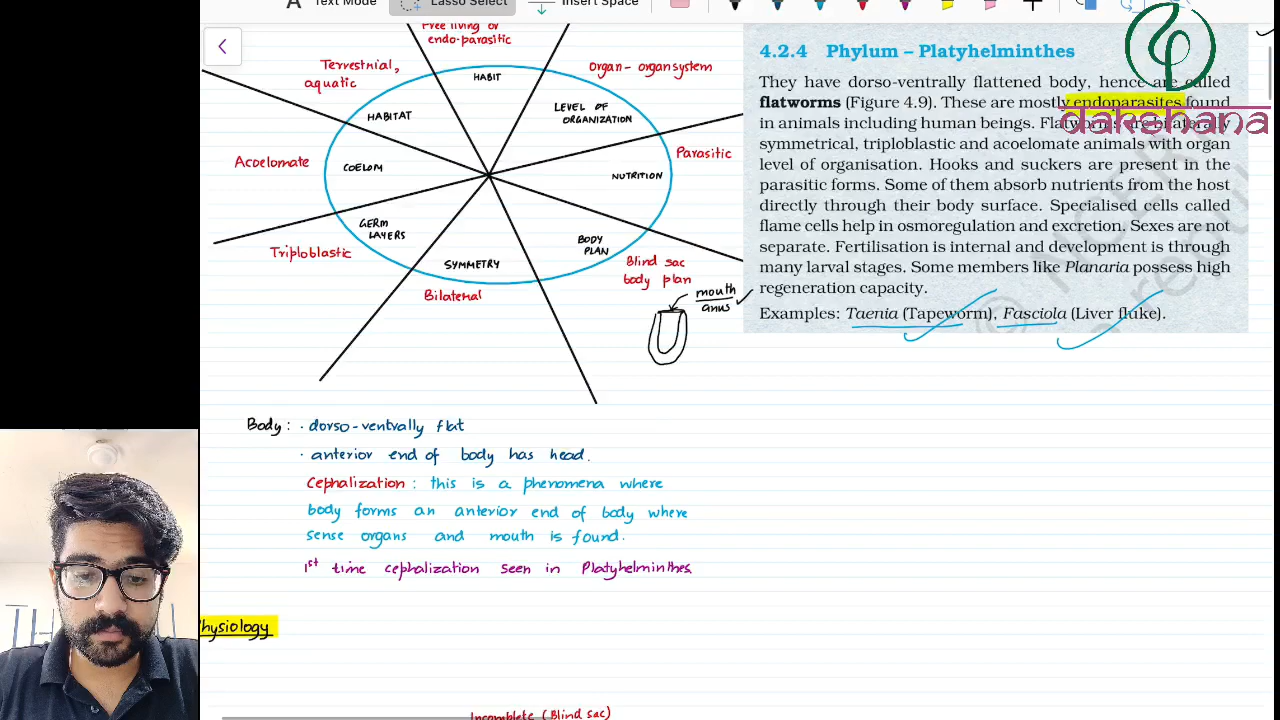 Text Mode
Lasso Select
Insert Space
Free living or
endo-parasitic
Terrestrial,
aquatic
HABIT
Organ-organ system
HABITAT
LEVEL OF
ORGANIZATION
Acoelomate
COELOM
NUTRITION
Parasitic
GERM
LAYERS
BODY
PLAN
Triploblastic
SYMMETRY
Blind sac
body plan
Bilateral
mouth
anus
4.2.4 Phylum – Platyhelminthes
They have dorso-ventrally flattened body, hence are called
flatworms (Figure 4.9). These are mostly endoparasites found
in animals including human beings. Flatworms are bilaterally
symmetrical, triploblastic and acoelomate animals with organ
level of organisation. Hooks and suckers are present in the
parasitic forms. Some of them absorb nutrients from the host
directly through their body surface. Specialised cells called
flame cells help in osmoregulation and excretion. Sexes are not
separate. Fertilisation is internal and development is through
many larval stages. Some members like Planaria possess high
regeneration capacity.
Examples: Taenia (Tapeworm), Fasciola (Liver fluke).
dakshana
Body : · dorso-ventrally flat
· anterior end of body has head.
Cephalization : this is a phenomena where
body forms an anterior end of body where
sense organs and mouth is found.
1st time cephalization seen in Platyhelminthes.
Physiology
Incomplete (Blind sac)